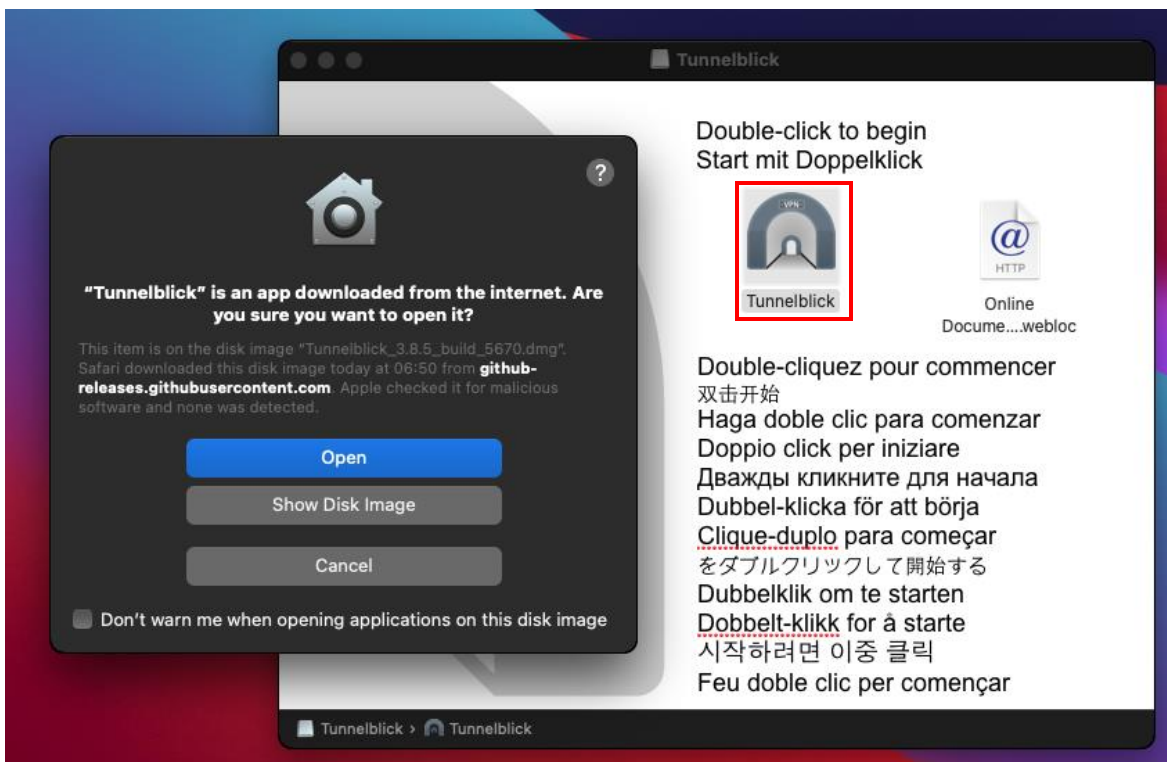 Tunnelblick
Double-click to begin
Start mit Doppelklick
VPN
Tunnelblick
@
HTTP
Online
Docume....webloc
Double-cliquez pour commencer
双击开始
Haga doble clic para comenzar
Doppio click per iniziare
Дважды кликните для начала
Dubbel-klicka för att börja
Clique-duplo para começar
をダブルクリックして開始する
Dubbelklik om te starten
Dobbelt-klikk for å starte
시작하려면 이중 클릭
Feu doble clic per començar
Tunnelblick › Tunnelblick
?
“Tunnelblick” is an app downloaded from the internet. Are
you sure you want to open it?
This item is on the disk image “Tunnelblick_3.8.5_build_5670.dmg”.
Safari downloaded this disk image today at 06:50 from github-
releases.githubusercontent.com. Apple checked it for malicious
software and none was detected.
Open
Show Disk Image
Cancel
Don’t warn me when opening applications on this disk image